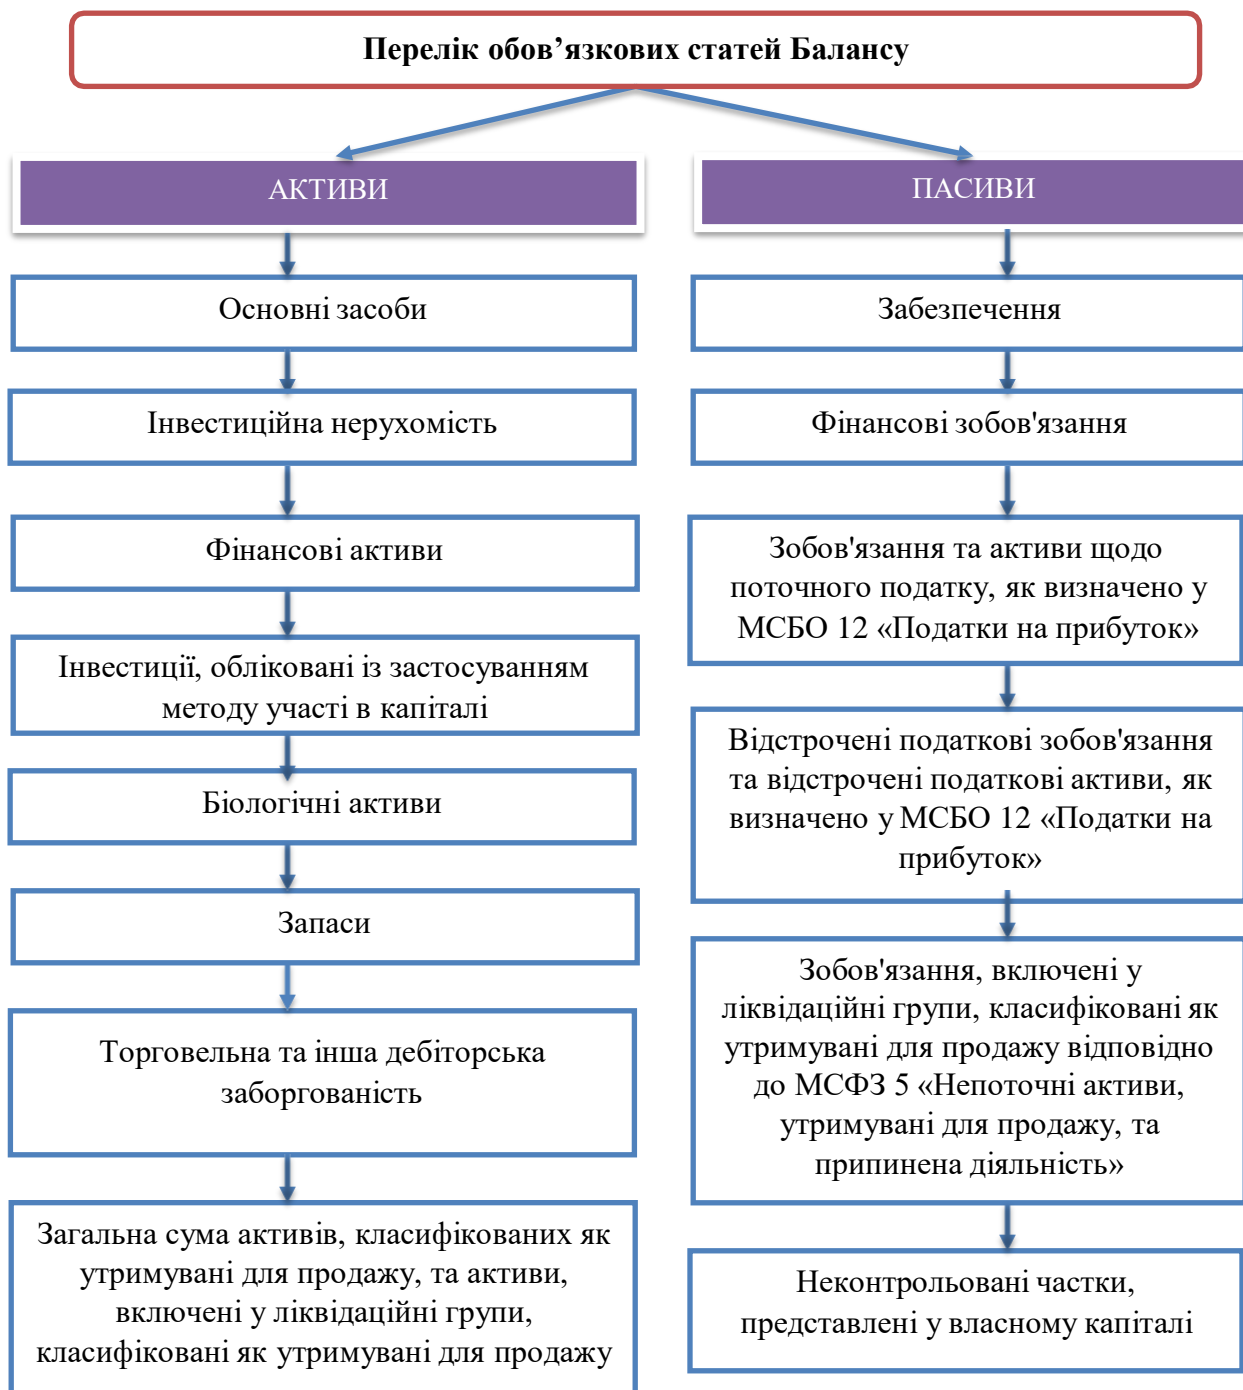 Перелік обов’язкових статей Балансу
АКТИВИ
Основні засоби
Інвестиційна нерухомість
Фінансові активи
Інвестиції, обліковані із застосуванням
методу участі в капіталі
Біологічні активи
Запаси
Торговельна та інша дебіторська
заборгованість
Загальна сума активів, класифікованих як
утримувані для продажу, та активи,
включені у ліквідаційні групи,
класифіковані як утримувані для продажу
ПАСИВИ
Забезпечення
Фінансові зобов'язання
Зобов'язання та активи щодо
поточного податку, як визначено у
МСБО 12 «Податки на прибуток»
Відстрочені податкові зобов'язання
та відстрочені податкові активи, як
визначено у МСБО 12 «Податки на
прибуток»
Зобов'язання, включені у
ліквідаційні групи, класифіковані як
утримувані для продажу відповідно
до МСФЗ 5 «Непоточні активи,
утримувані для продажу, та
припинена діяльність»
Неконтрольовані частки,
представлені у власному капіталі